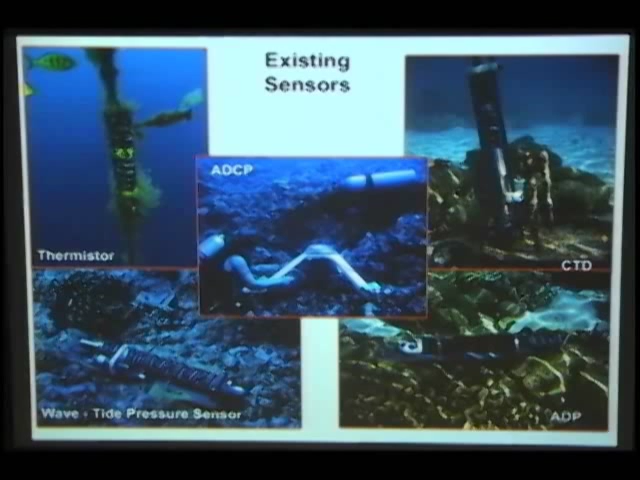 Existing
Sensors
ADCP
Thermistor
CTD
Wave - Tide Pressure Sensor
ADP